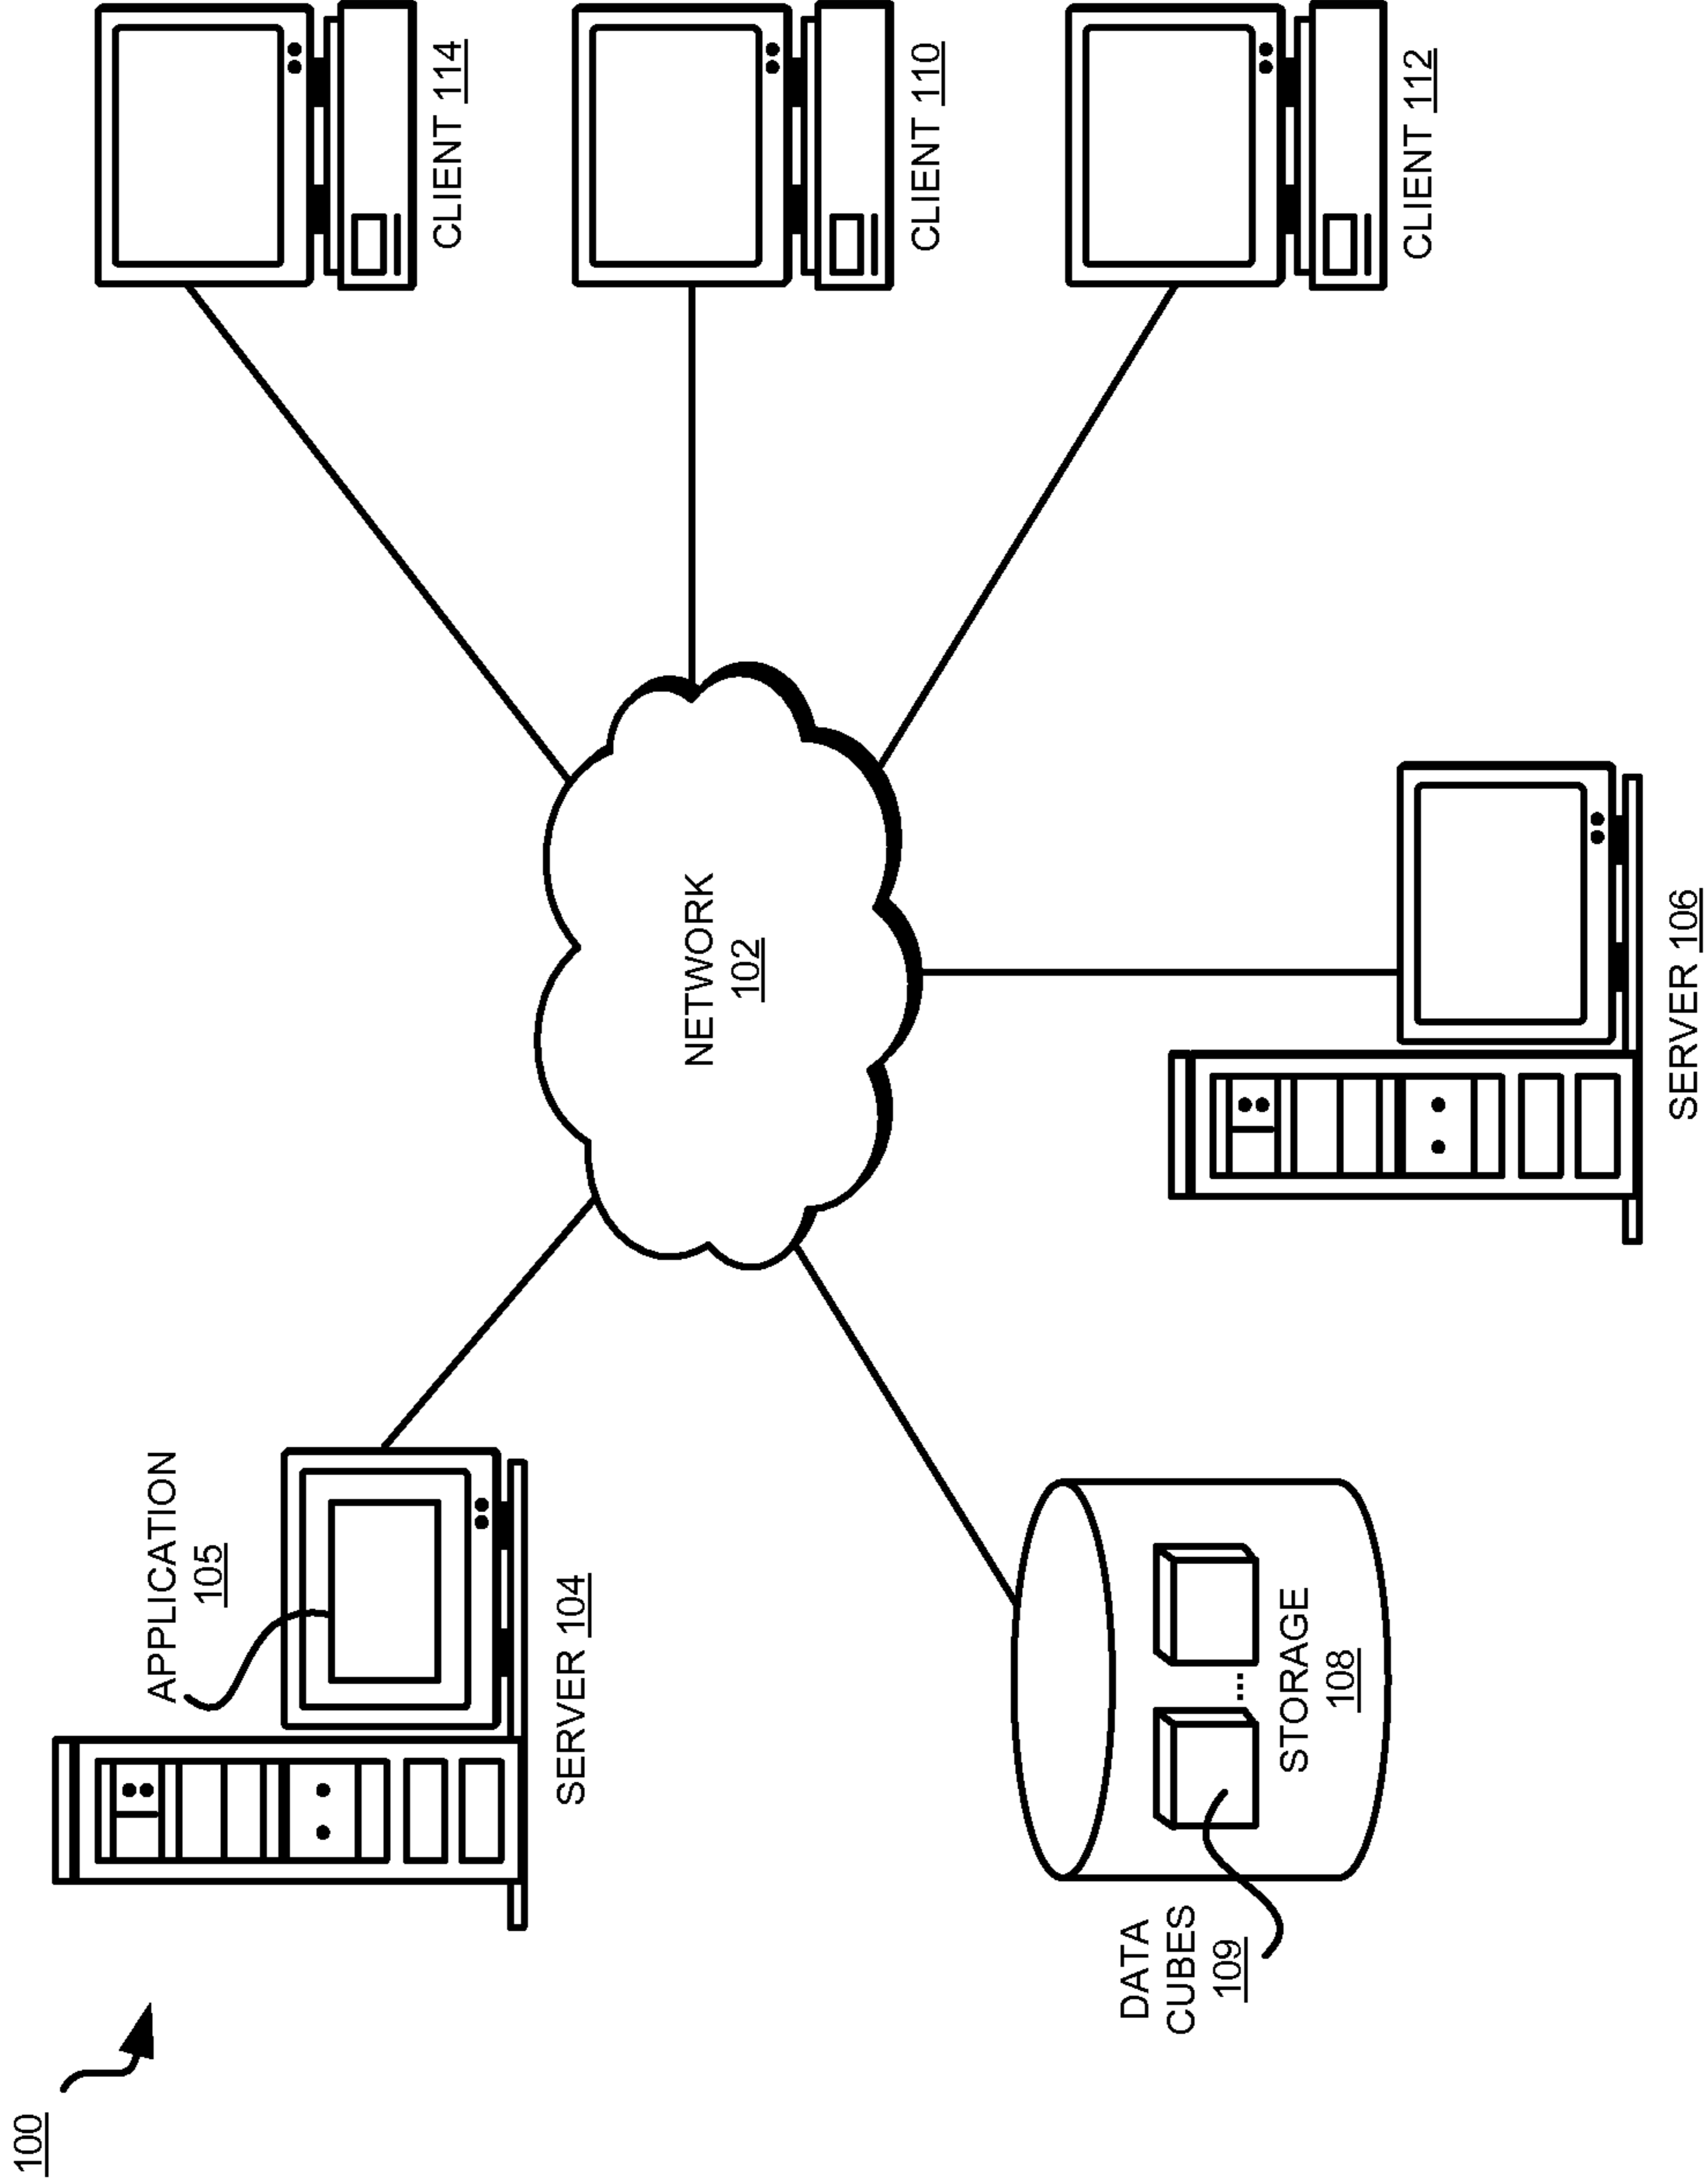 100
APPLICATION
105
SERVER 104
CLIENT 114
NETWORK
102
CLIENT 110
DATA
CUBES
109
STORAGE
108
SERVER 106
CLIENT 112